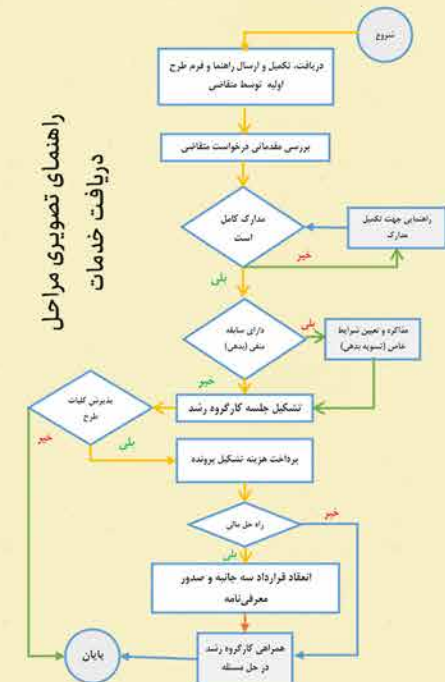 راهنمای تصویری مراحل
دریافت خدمات
شروع
دریافت، تکمیل و ارسال راهنما و فرم طرح
اولیه توسط متقاضی
بررسی مقدماتی درخواست متقاضی
مدارک کامل
است
راهنمایی جهت تکمیل
مدارک
خیر
بلی
دارای سابقه
منفی (بدهی)
بلی
مذاکره و تعیین شرایط
خاص (تسویه بدهی)
خیر
تشکیل جلسه کارگروه رشد
پذیرش کلیات
طرح
خیر
بلی
پرداخت هزینه تشکیل پرونده
راه حل مالی
خیر
بلی
انعقاد قرارداد سه جانبه و صدور
معرفی‌نامه
همراهی کارگروه رشد
در حل مسئله
پایان